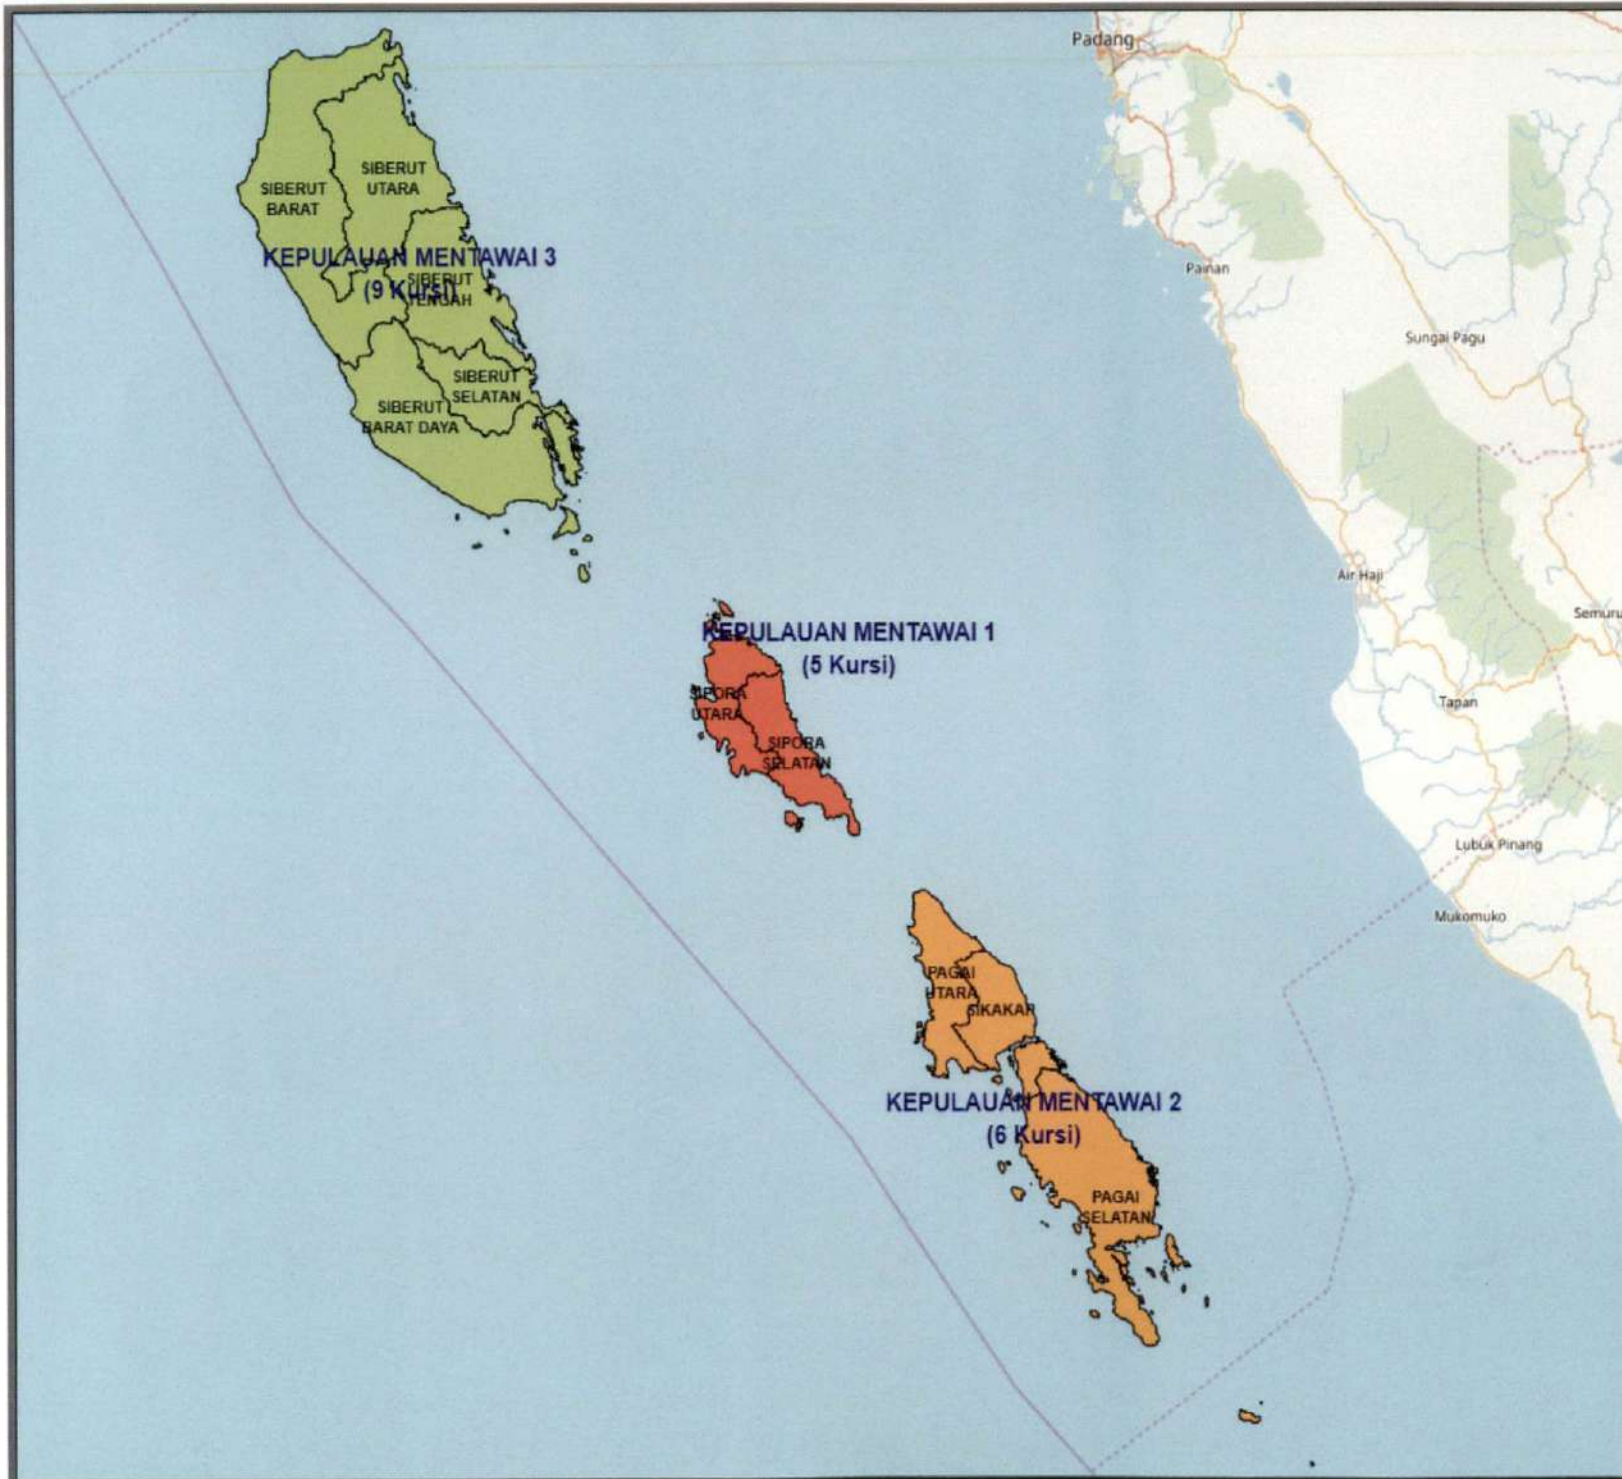 Padang
SIBERUT
UTARA
SIBERUT
BARAT
KEPULAUAN MENTAWAI 3
(9 Kursi)
SIBERUT
TENGAH
Painan
Sungai Pagu
SIBERUT
SELATAN
SIBERUT
BARAT DAYA
Air Haji
Semuru
KEPULAUAN MENTAWAI 1
(5 Kursi)
SIPORA
UTARA
Tapan
SIPORA
SELATAN
Lubuk Pinang
Mukomuko
PAGAI
UTARA
SIKAKAP
KEPULAUAN MENTAWAI 2
(6 Kursi)
PAGAI
SELATAN